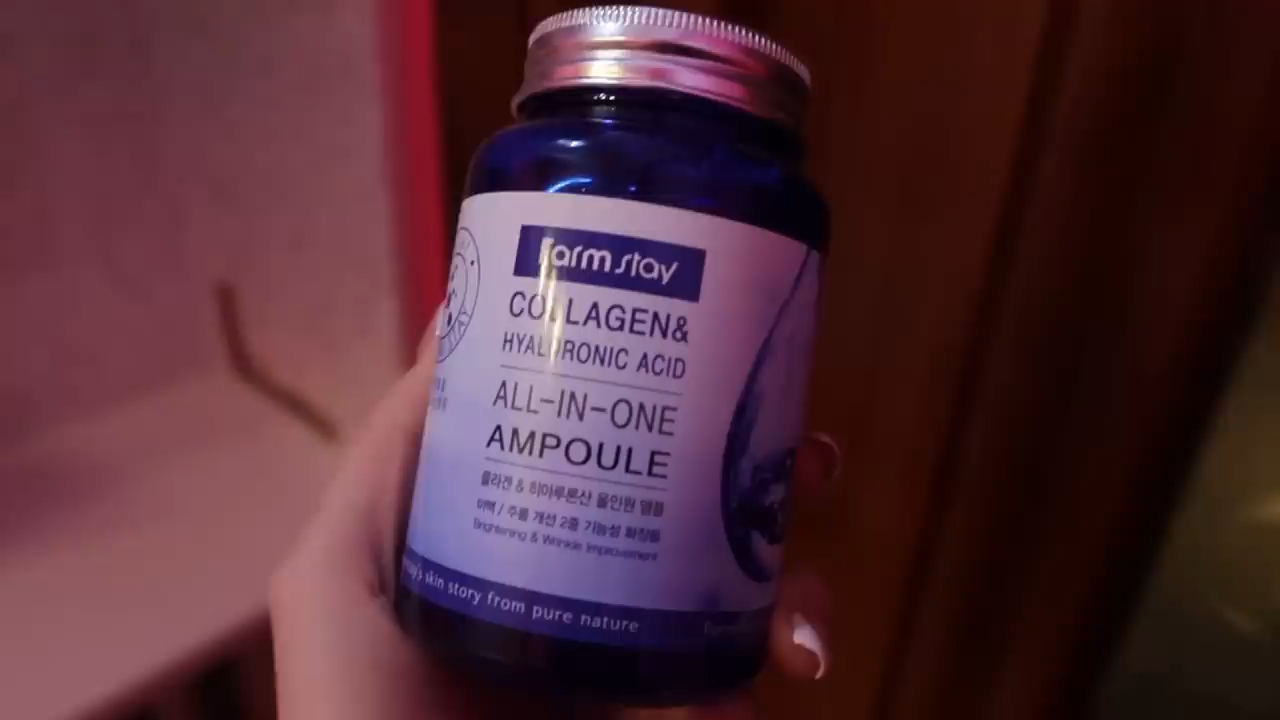 Farmstay
COLLAGEN&
HYALURONIC ACID
ALL-IN-ONE
AMPOULE
콜라겐 & 히아루론산 올인원 앰플
미백 / 주름 개선 2중 기능성 화장품
Brightening & Wrinkle Improvement
skin story from pure nature